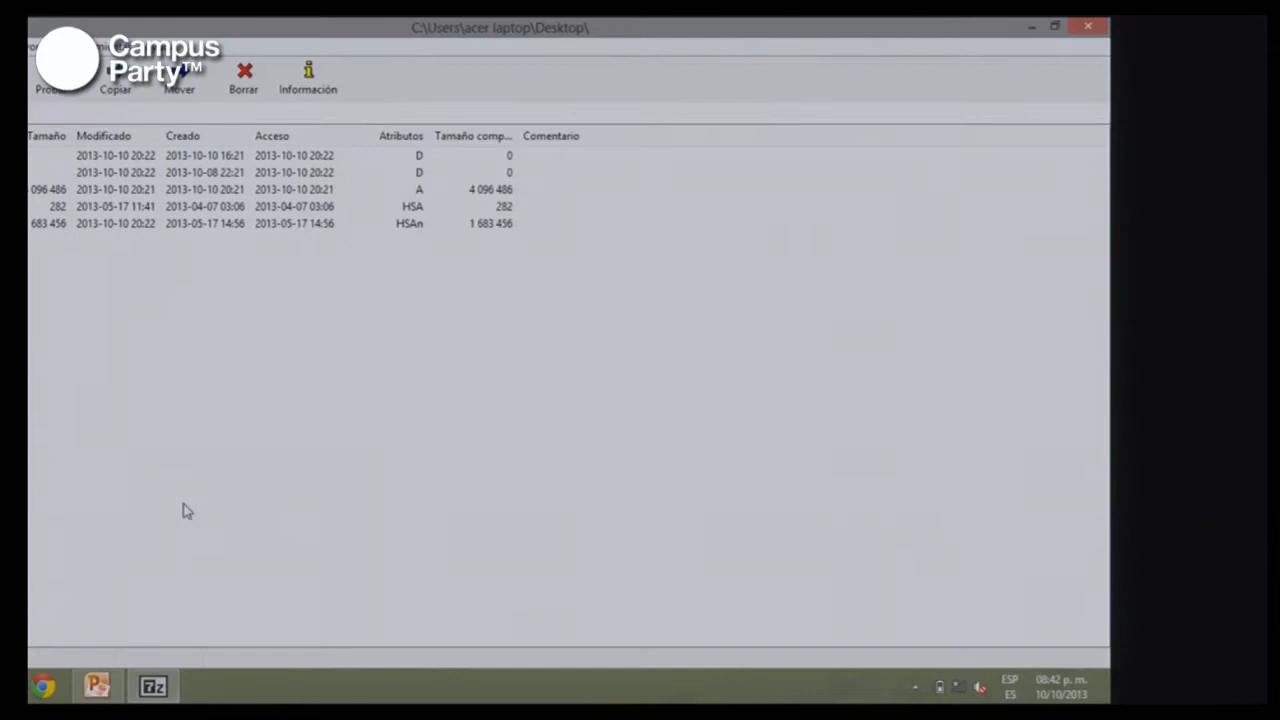 C:\Users\acer laptop\Desktop\
Campus
Party™
Copiar Mover Borrar Información
Tamaño Modificado Creado Acceso Atributos Tamaño comp... Comentario
2013-10-10 20:22 2013-10-10 16:21 2013-10-10 20:22 D 0
2013-10-10 20:22 2013-10-08 22:21 2013-10-10 20:22 D 0
096 486 2013-10-10 20:21 2013-10-10 20:21 2013-10-10 20:21 A 4 096 486
282 2013-05-17 11:41 2013-04-07 03:06 2013-04-07 03:06 HSA 282
683 456 2013-10-10 20:22 2013-05-17 14:56 2013-05-17 14:56 HSAn 1 683 456
7z ESP 08:42 p. m.
ES 10/10/2013